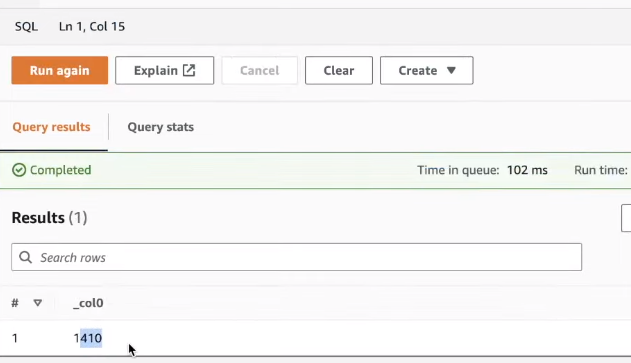 SQL Ln 1, Col 15
Run again Explain Cancel Clear Create
Query results Query stats
Completed Time in queue: 102 ms Run time:
Results (1)
Search rows
# _col0
1 1410